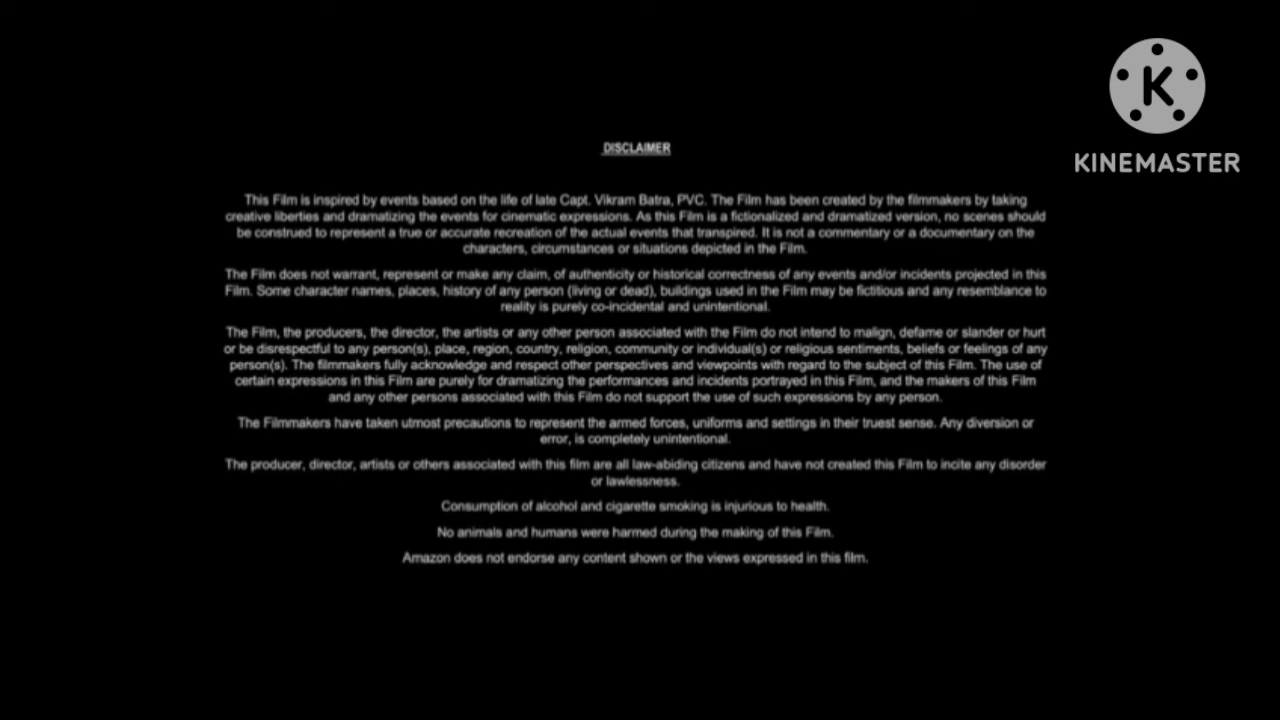 DISCLAIMER
This Film is inspired by events based on the life of late Capt. Vikram Batra, PVC. The Film has been created by the filmmakers by taking
creative liberties and dramatizing the events for cinematic expressions. As this Film is a fictionalized and dramatized version, no scenes should
be construed to represent a true or accurate recreation of the actual events that transpired. It is not a commentary or a documentary on the
characters, circumstances or situations depicted in the Film.
The Film does not warrant, represent or make any claim, of authenticity or historical correctness of any events and/or incidents projected in this
Film. Some character names, places, history of any person (living or dead), buildings used in the Film may be fictitious and any resemblance to
reality is purely co-incidental and unintentional.
The Film, the producers, the director, the artists or any other person associated with the Film do not intend to malign, defame or slander or hurt
or be disrespectful to any person(s), place, region, country, religion, community or individual(s) or religious sentiments, beliefs or feelings of any
person(s). The filmmakers fully acknowledge and respect other perspectives and viewpoints with regard to the subject of this Film. The use of
certain expressions in this Film are purely for dramatizing the performances and incidents portrayed in this Film, and the makers of this Film
and any other persons associated with this Film do not support the use of such expressions by any person.
The Filmmakers have taken utmost precautions to represent the armed forces, uniforms and settings in their truest sense. Any diversion or
error, is completely unintentional.
The producer, director, artists or others associated with this film are all law-abiding citizens and have not created this Film to incite any disorder
or lawlessness.
Consumption of alcohol and cigarette smoking is injurious to health.
No animals and humans were harmed during the making of this Film.
Amazon does not endorse any content shown or the views expressed in this film.
K
KINEMASTER